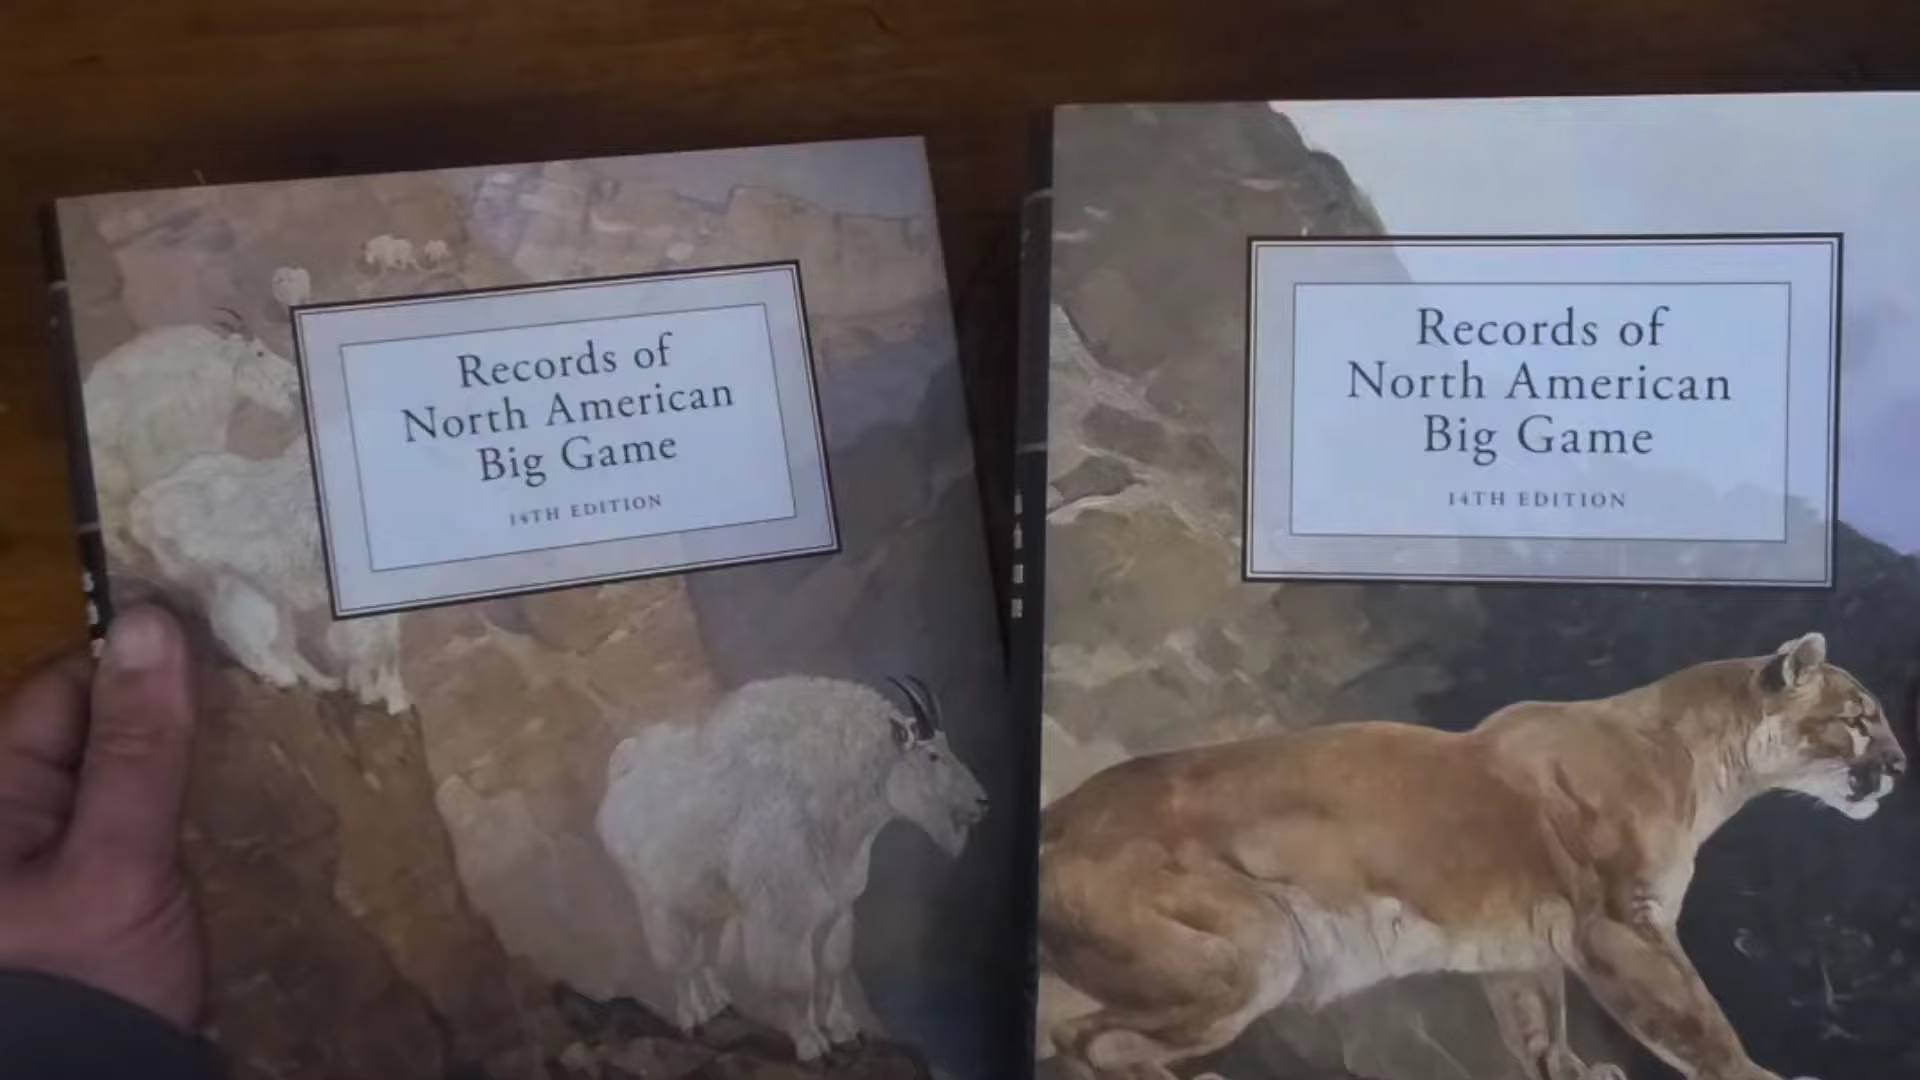 Records of
North American
Big Game
14TH EDITION
Records of
North American
Big Game
14TH EDITION